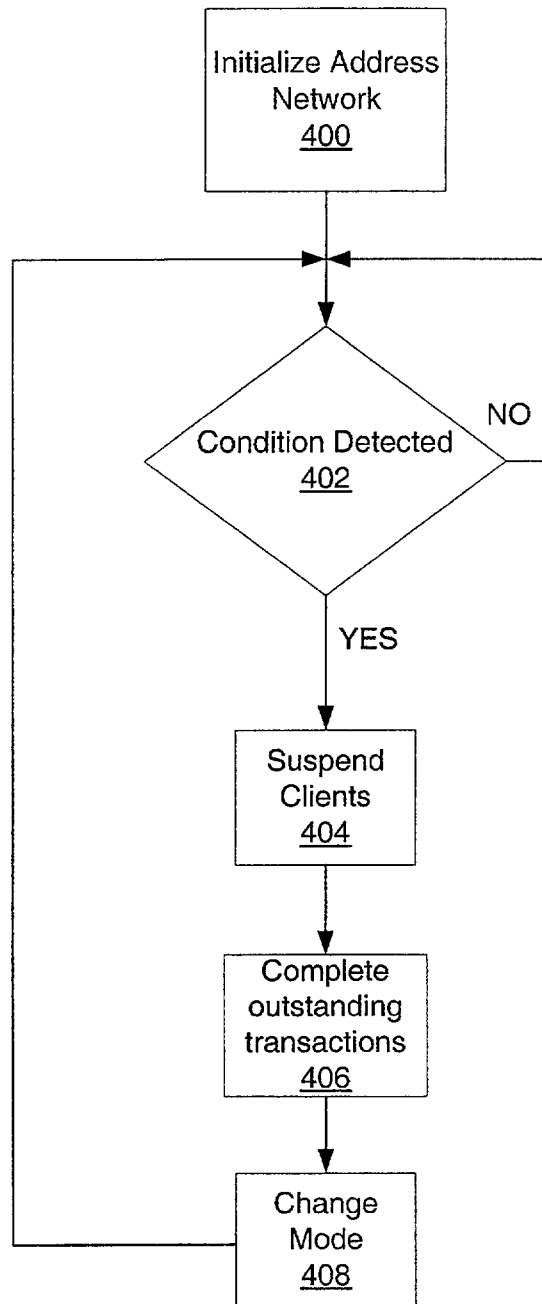 Initialize Address
Network
400
Condition Detected
402
NO
YES
Suspend
Clients
404
Complete
outstanding
transactions
406
Change
Mode
408